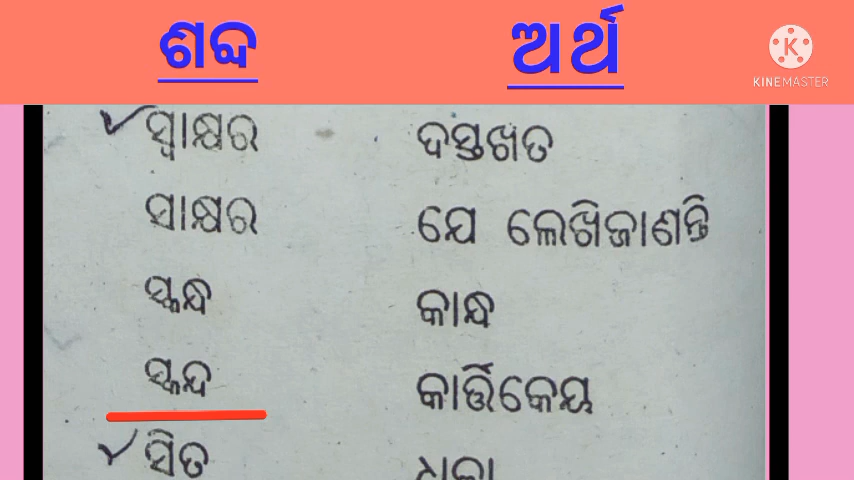 ଶବ୍ଦ ଅର୍ଥ
KINEMASTER
ସ୍ୱାକ୍ଷର ଦସ୍ତଖତ
ସାକ୍ଷର ଯେ ଲେଖିଜାଣନ୍ତି
ସ୍କନ୍ଧ କାନ୍ଧ
ସ୍କନ୍ଦ କାର୍ତ୍ତିକେୟ
ସିତ